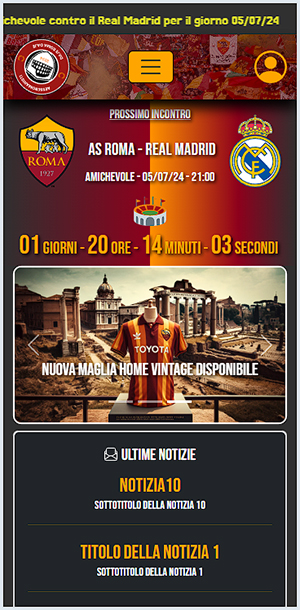 ichevole contro il Real Madrid per il giorno 05/07/24
PROSSIMO INCONTRO
ROMA
1927
AS ROMA - REAL MADRID
AMICHEVOLE - 05/07/24 - 21:00
01 GIORNI - 20 ORE - 14 MINUTI - 03 SECONDI
TOYOTA
NUOVA MAGLIA HOME VINTAGE DISPONIBILE
ULTIME NOTIZIE
NOTIZIA10
SOTTOTITOLO DELLA NOTIZIA 10
TITOLO DELLA NOTIZIA 1
SOTTOTITOLO DELLA NOTIZIA 1